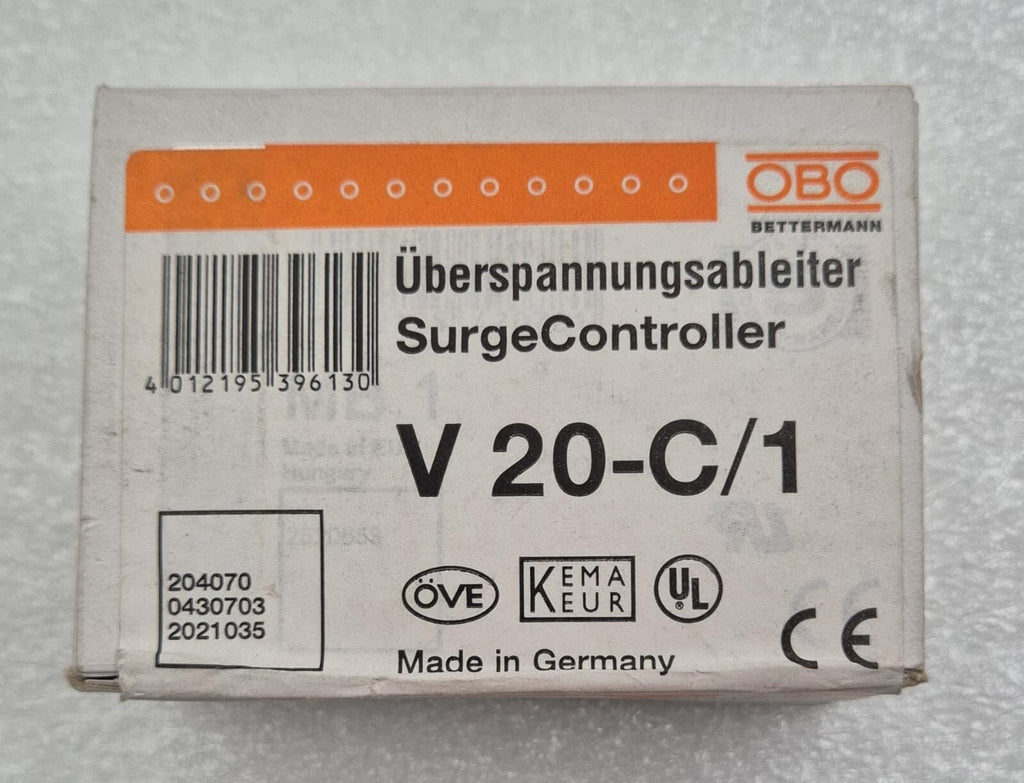 OBO
BETTERMANN
Überspannungsableiter
SurgeController
4 012195 396130
V 20-C/1
204070
0430703
2021035
ÖVE
KEMA
EUR
UL
®
CE
Made in Germany